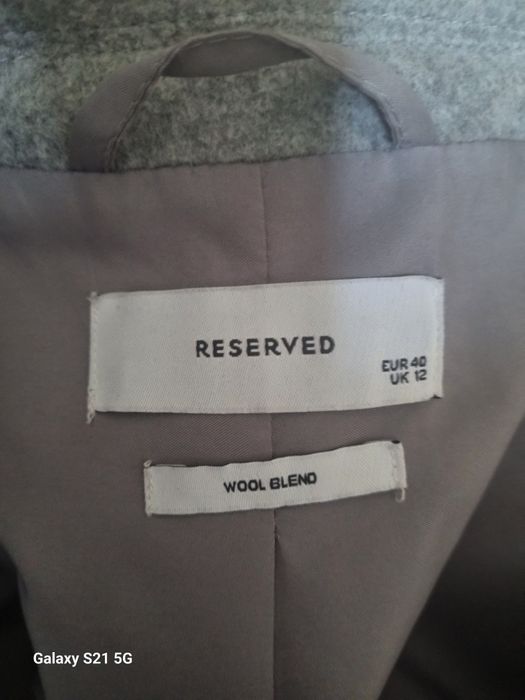 RESERVED
EUR 40
UK 12
WOOL BLEND
Galaxy S21 5G